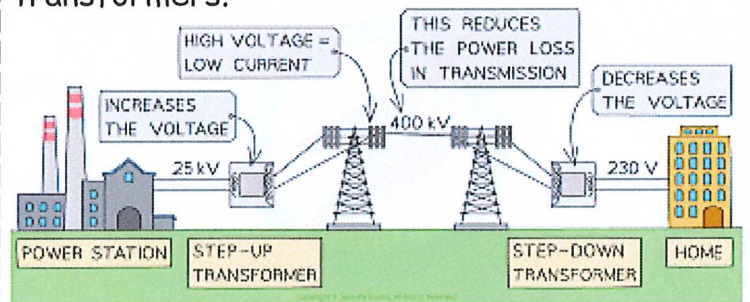 Transformers.
HIGH VOLTAGE =
LOW CURRENT
THIS REDUCES
THE POWER LOSS
IN TRANSMISSION
INCREASES
THE VOLTAGE
DECREASES
THE VOLTAGE
25 kV
400 kV
230 V
POWER STATION
STEP-UP
TRANSFORMER
STEP-DOWN
TRANSFORMER
HOME